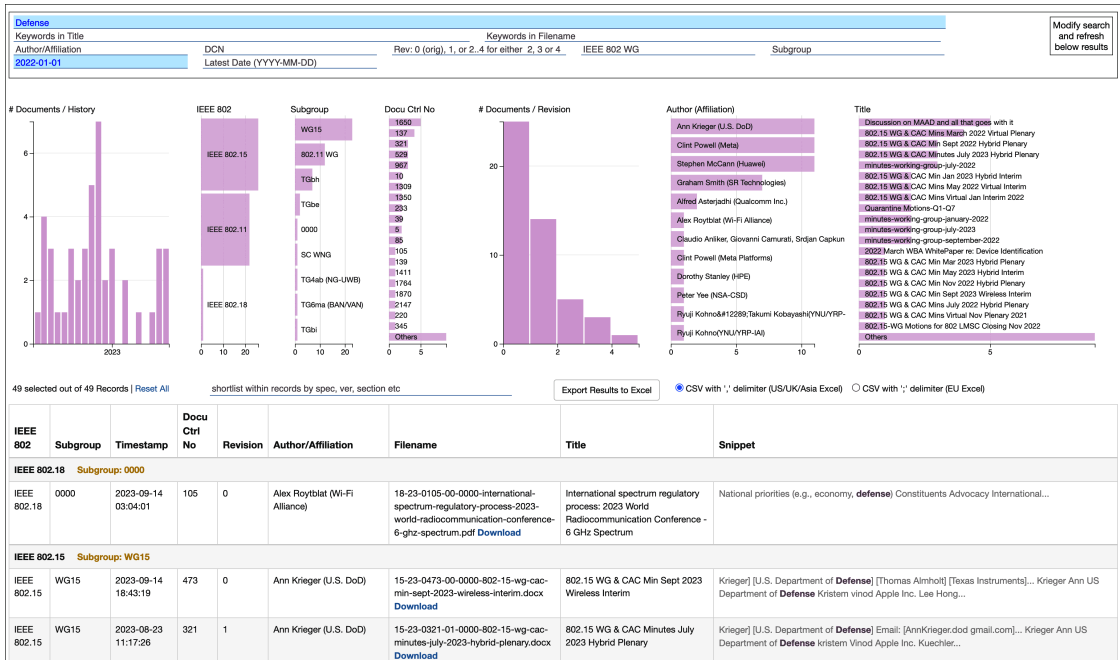 Defense
Keywords in Title Keywords in Filename
Author/Affiliation DCN Rev: 0 (orig), 1, or 2..4 for either 2, 3 or 4 IEEE 802 WG Subgroup
2022-01-01 Latest Date (YYYY-MM-DD)
Modify search
and refresh
below results
# Documents / History
6
4
2
0
2023
IEEE 802
IEEE 802.15
IEEE 802.11
IEEE 802.18
0 10 20
Subgroup
WG15
802.11 WG
TGbh
TGbe
0000
SC WNG
TG4ab (NG-UWB)
TG6ma (BAN/VAN)
TGbi
0 10 20
Docu Ctrl No
1650
137
321
529
967
10
1309
1350
233
39
5
85
105
139
1411
1764
1870
2147
220
345
Others
0 5
# Documents / Revision
20
10
0
0 1 2 3 4
Author (Affiliation)
Ann Krieger (U.S. DoD)
Clint Powell (Meta)
Stephen McCann (Huawei)
Graham Smith (SR Technologies)
Alfred Asterjadhi (Qualcomm Inc.)
Alex Roytblat (Wi-Fi Alliance)
Claudio Anliker, Giovanni Camurati, Srdjan Capkun
Clint Powell (Meta Platforms)
Dorothy Stanley (HPE)
Peter Yee (NSA-CSD)
Ryuji Kohno&#12289;Takumi Kobayashi(YNU/YRP-
Ryuji Kohno(YNU/YRP-IAI)
0 5 10
Title
Discussion on MAAD and all that goes with it
802.15 WG & CAC Mins March 2022 Virtual Plenary
802.15 WG & CAC Min Sept 2022 Hybrid Plenary
802.15 WG & CAC Minutes July 2023 Hybrid Plenary
minutes-working-group-july-2022
802.15 WG & CAC Min Jan 2023 Hybrid Interim
802.15 WG & CAC Mins May 2022 Virtual Interim
802.15 WG & CAC Mins Virtual Jan Interim 2022
Quarantine Motions-Q1-Q7
minutes-working-group-january-2022
minutes-working-group-july-2023
minutes-working-group-september-2022
2022 March WBA WhitePaper re: Device Identification
802.15 WG & CAC Min Mar 2023 Hybrid Plenary
802.15 WG & CAC Min May 2023 Hybrid Interim
802.15 WG & CAC Min Nov 2022 Hybrid Plenary
802.15 WG & CAC Min Sept 2023 Wireless Interim
802.15 WG & CAC Mins July 2022 Hybrid Plenary
802.15 WG & CAC Mins Virtual Nov Plenary 2021
802.15-WG Motions for 802 LMSC Closing Nov 2022
Others
0 5
49 selected out of 49 Records | Reset All shortlist within records by spec, ver, section etc Export Results to Excel CSV with ',' delimiter (US/UK/Asia Excel) CSV with ';' delimiter (EU Excel)
IEEE 802 Subgroup Timestamp Docu Ctrl No Revision Author/Affiliation Filename Title Snippet
IEEE 802.18 Subgroup: 0000
IEEE 0000 2023-09-14 105 0 Alex Roytblat (Wi-Fi 18-23-0105-00-0000-international- International spectrum regulatory National priorities (e.g., economy, defense) Constituents Advocacy International...
802.18 03:04:01 Alliance) spectrum-regulatory-process-2023- process: 2023 World
world-radiocommunication-conference- Radiocommunication Conference -
6-ghz-spectrum.pdf Download 6 GHz Spectrum
IEEE 802.15 Subgroup: WG15
IEEE WG15 2023-09-14 473 0 Ann Krieger (U.S. DoD) 15-23-0473-00-0000-802-15-wg-cac- 802.15 WG & CAC Min Sept 2023 Krieger] [U.S. Department of Defense] [Thomas Almholt] [Texas Instruments]... Krieger Ann US
802.15 18:43:19 min-sept-2023-wireless-interim.docx Wireless Interim Department of Defense Kristem vinod Apple Inc. Lee Hong...
Download
IEEE WG15 2023-08-23 321 1 Ann Krieger (U.S. DoD) 15-23-0321-01-0000-802-15-wg-cac- 802.15 WG & CAC Minutes July Krieger] [U.S. Department of Defense] Email: [AnnKrieger.dod gmail.com]... Krieger Ann US
802.15 11:17:26 minutes-july-2023-hybrid-plenary.docx 2023 Hybrid Plenary Department of Defense kristem Vinod Apple Inc. Kuechler...
Download